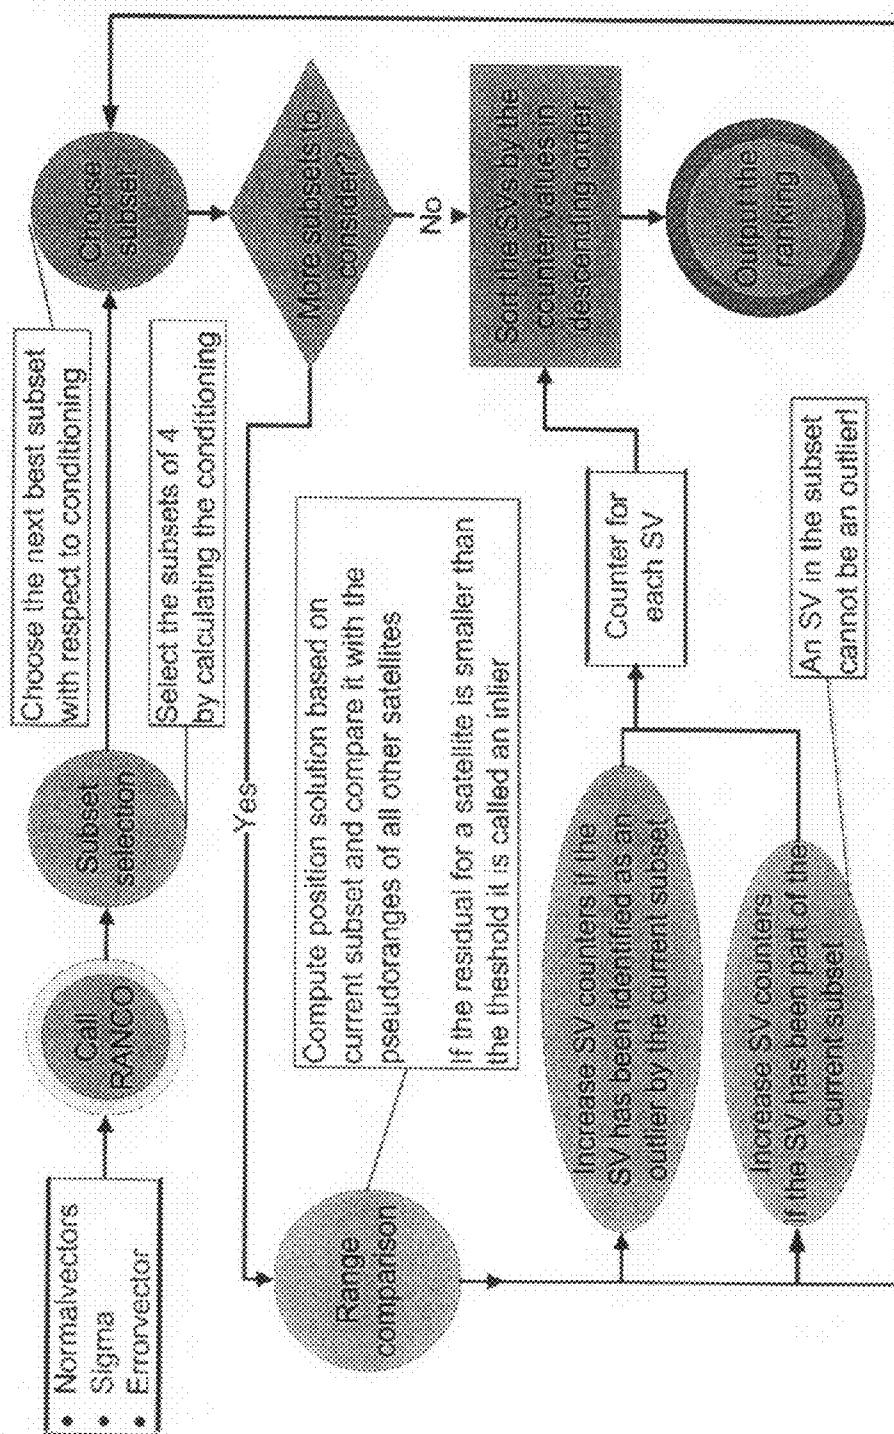 • Normalvectors
• Sigma
• Errorvector
Call
RANCO
Subset
selection
Choose the next best subset
with respect to conditioning
Select the subsets of 4
by calculating the conditioning
Choose
subset
More subsets to
consider?
Yes
No
Range
comparison
Compute position solution based on
current subset and compare it with the
pseudoranges of all other satellites
If the residual for a satellite is smaller than
the theshold it is called an inlier
Increase SV counters if the
SV has been identified as an
outlier by the current subset
Increase SV counters
if the SV has been part of the
current subset
Counter for
each SV
An SV in the subset
cannot be an outlier!
Sort the SVs by the
counter values in
descending order
Output the
ranking